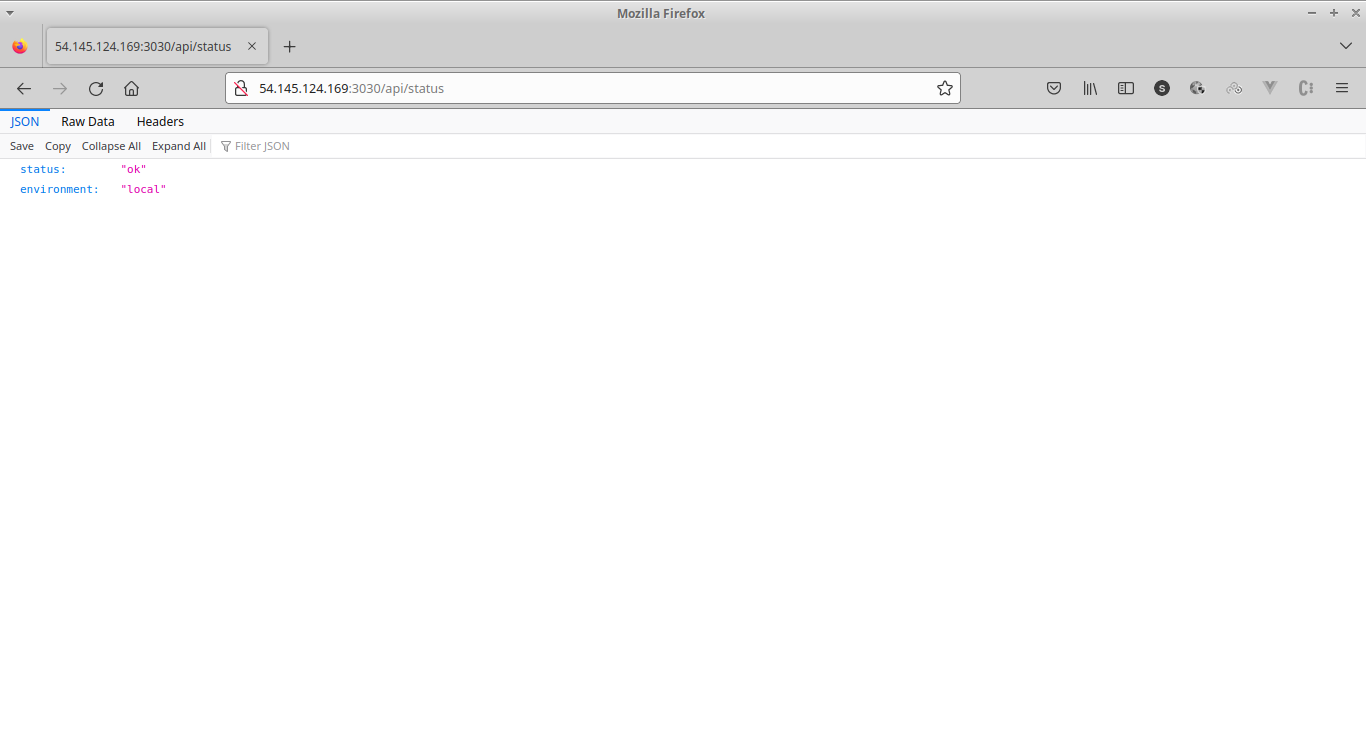 Mozilla Firefox
54.145.124.169:3030/api/status
54.145.124.169:3030/api/status
S
JSON Raw Data Headers
Save Copy Collapse All Expand All Filter JSON
status: "ok"
environment: "local"